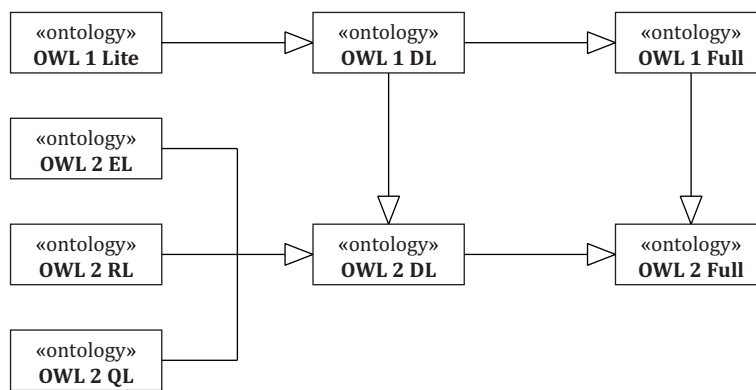 «ontology»
OWL 1 Lite
«ontology»
OWL 1 DL
«ontology»
OWL 1 Full
«ontology»
OWL 2 EL
«ontology»
OWL 2 RL
«ontology»
OWL 2 DL
«ontology»
OWL 2 Full
«ontology»
OWL 2 QL